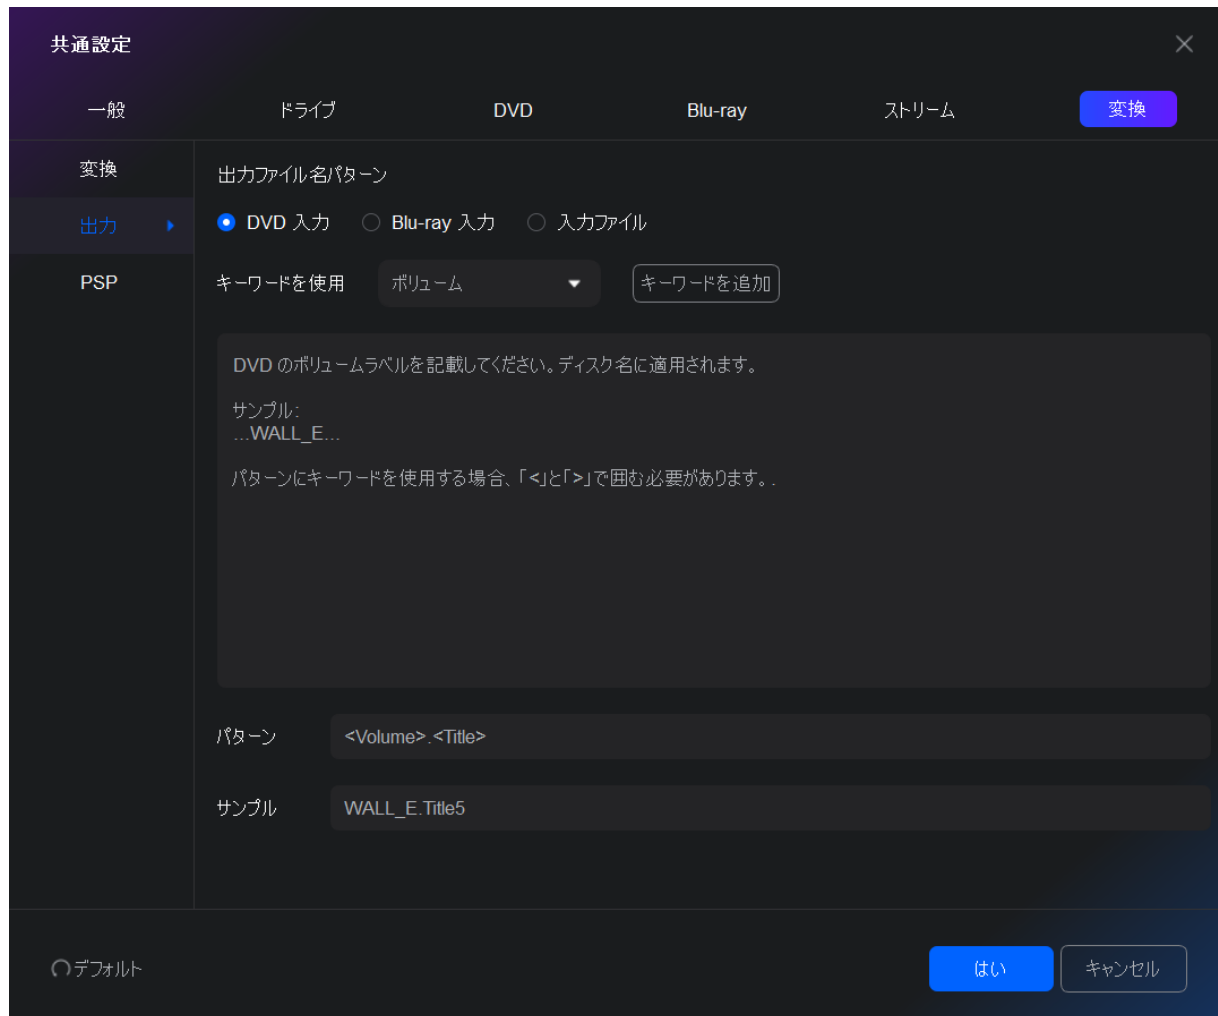 共通設定
一般 ドライブ DVD Blu-ray ストリーム 変換
変換
出力
PSP
出力ファイル名パターン
DVD 入力 Blu-ray 入力 入力ファイル
キーワードを使用 ボリューム キーワードを追加
DVD のボリュームラベルを記載してください。ディスク名に適用されます。
サンプル:
...WALL_E...
パターンにキーワードを使用する場合、「<」と「>」で囲む必要があります。.
パターン <Volume>.<Title>
サンプル WALL_E.Title5
デフォルト はい キャンセル